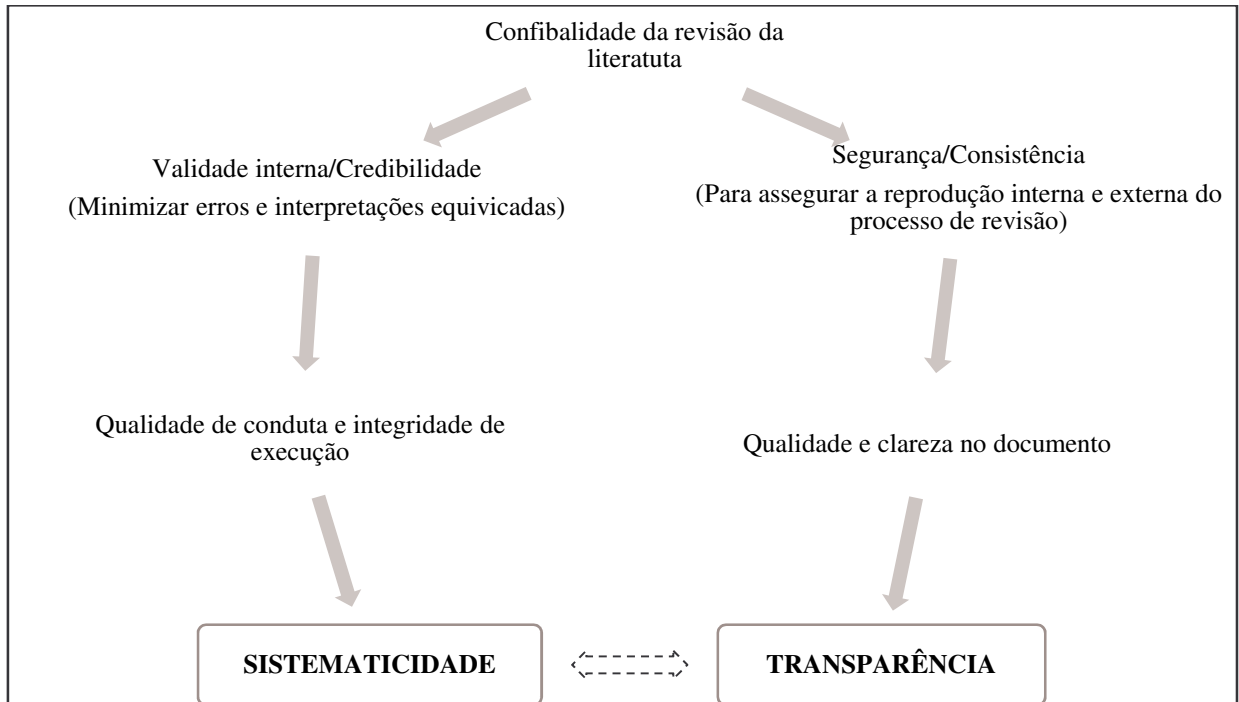 Confibalidade da revisão da
literatuta
Validade interna/Credibilidade
(Minimizar erros e interpretações equivicadas)
Segurança/Consistência
(Para assegurar a reprodução interna e externa do
processo de revisão)
Qualidade de conduta e integridade de
execução
Qualidade e clareza no documento
SISTEMATICIDADE
TRANSPARÊNCIA